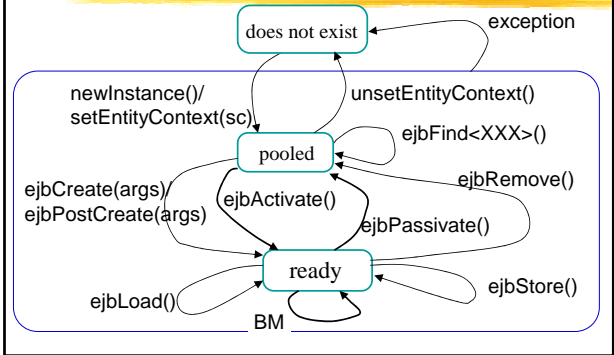 does not exist
exception
newInstance()/
setEntityContext(sc)
unsetEntityContext()
pooled
ejbFind<XXX>()
ejbCreate(args)/
ejbPostCreate(args)
ejbActivate()
ejbRemove()
ejbPassivate()
ready
ejbLoad()
ejbStore()
BM